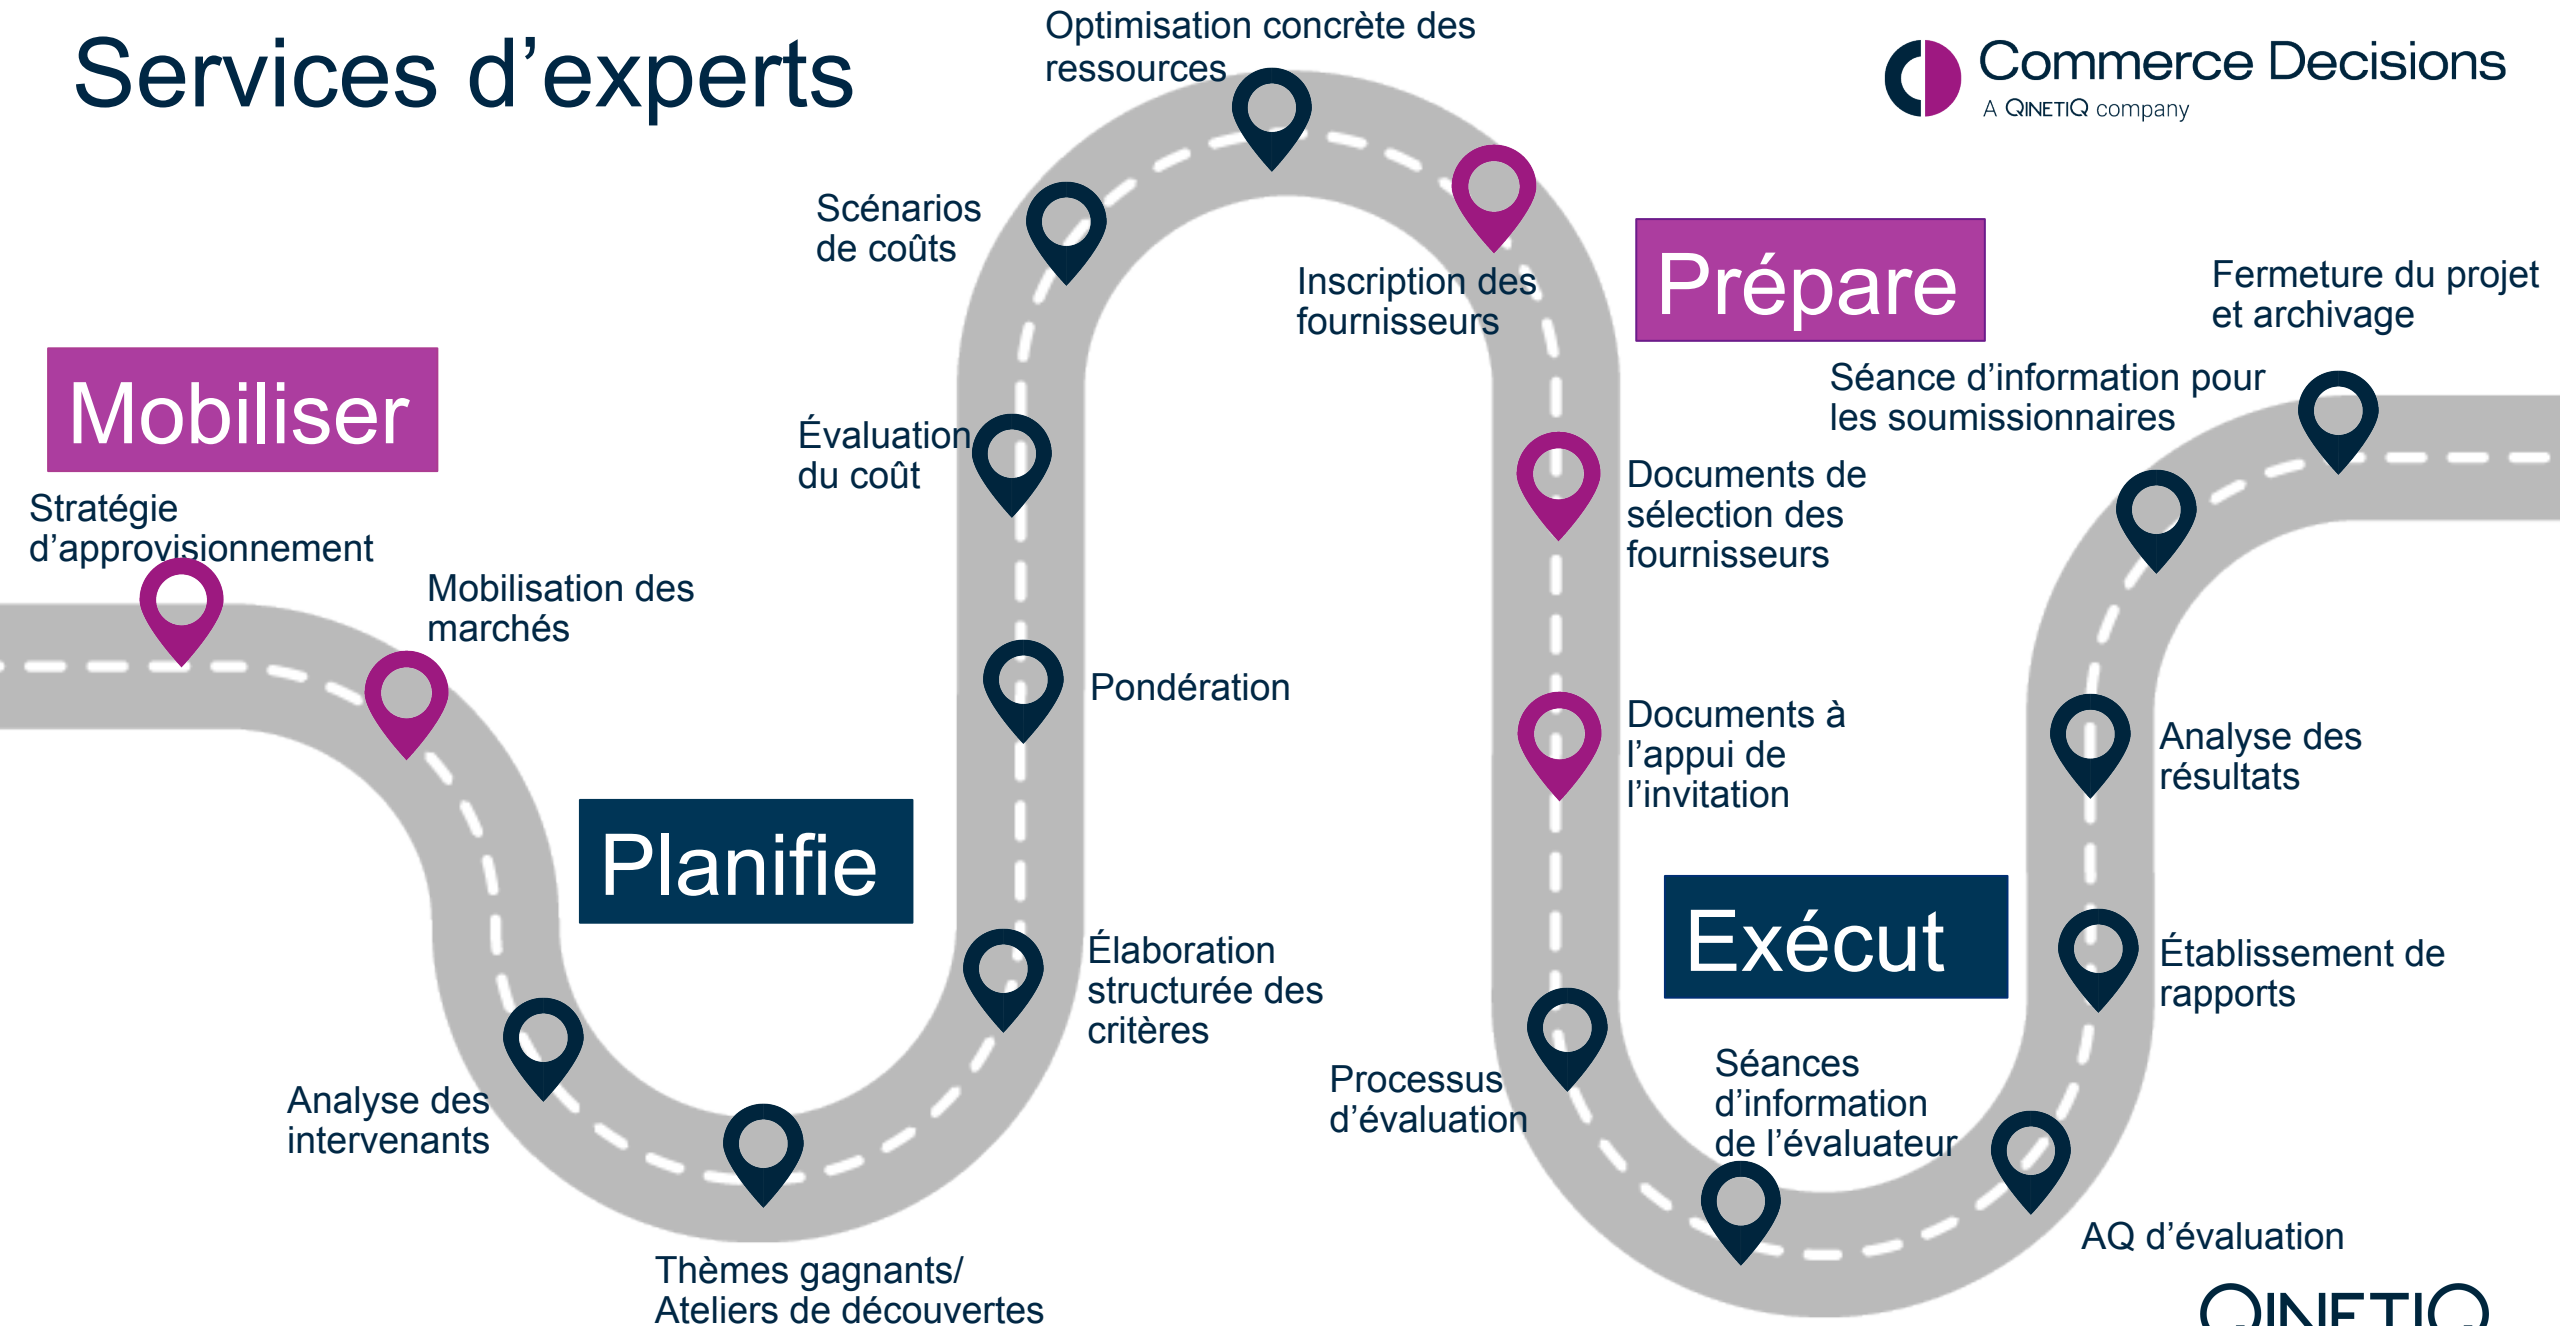 Services d’experts
Commerce Decisions
A QINETIQ company
Mobiliser
Stratégie
d’approvisionnement
Mobilisation des
marchés
Planifie
Analyse des
intervenants
Thèmes gagnants/
Ateliers de découvertes
Élaboration
structurée des
critères
Pondération
Évaluation
du coût
Scénarios
de coûts
Optimisation concrète des
ressources
Prépare
Inscription des
fournisseurs
Documents de
sélection des
fournisseurs
Documents à
l’appui de
l’invitation
Exécut
Processus
d’évaluation
Séances
d’information
de l’évaluateur
AQ d’évaluation
Établissement de
rapports
Analyse des
résultats
Séance d’information pour
les soumissionnaires
Fermeture du projet
et archivage
QINETIQ